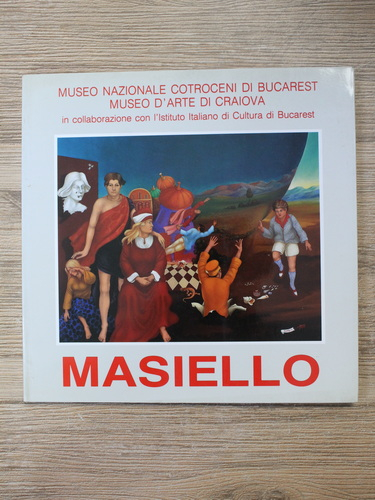 MUSEO NAZIONALE COTROCENI DI BUCAREST
MUSEO D'ARTE DI CRAIOVA
in collaborazione con l'Istituto Italiano di Cultura di Bucarest
MASIELLO